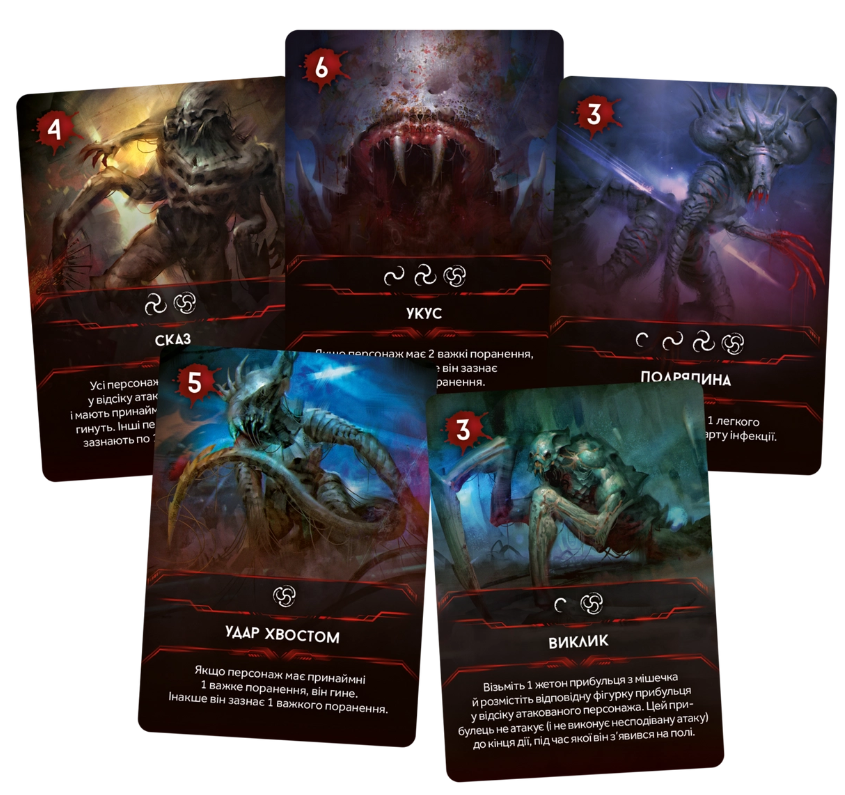 4
СКАЗ
Усі персонаж
у відсіку атак
і мають принайм
гинуть. Інші пе
зазнають по
6
УКУС
Якщо персонаж має 2 важкі поранення,
е він зазнає
ранення.
3
ПОДРЯПИНА
1 легкого
арту інфекції.
5
УДАР ХВОСТОМ
Якщо персонаж має принаймні
1 важке поранення, він гине.
Інакше він зазнає 1 важкого поранення.
3
ВИКЛИК
Візьміть 1 жетон прибульця з мішечка
й розмістіть відповідну фігурку прибульця
у відсіку атакованого персонажа. Цей при-
булець не атакує (і не виконує несподівану атаку)
до кінця дії, під час якої він з’явився на полі.